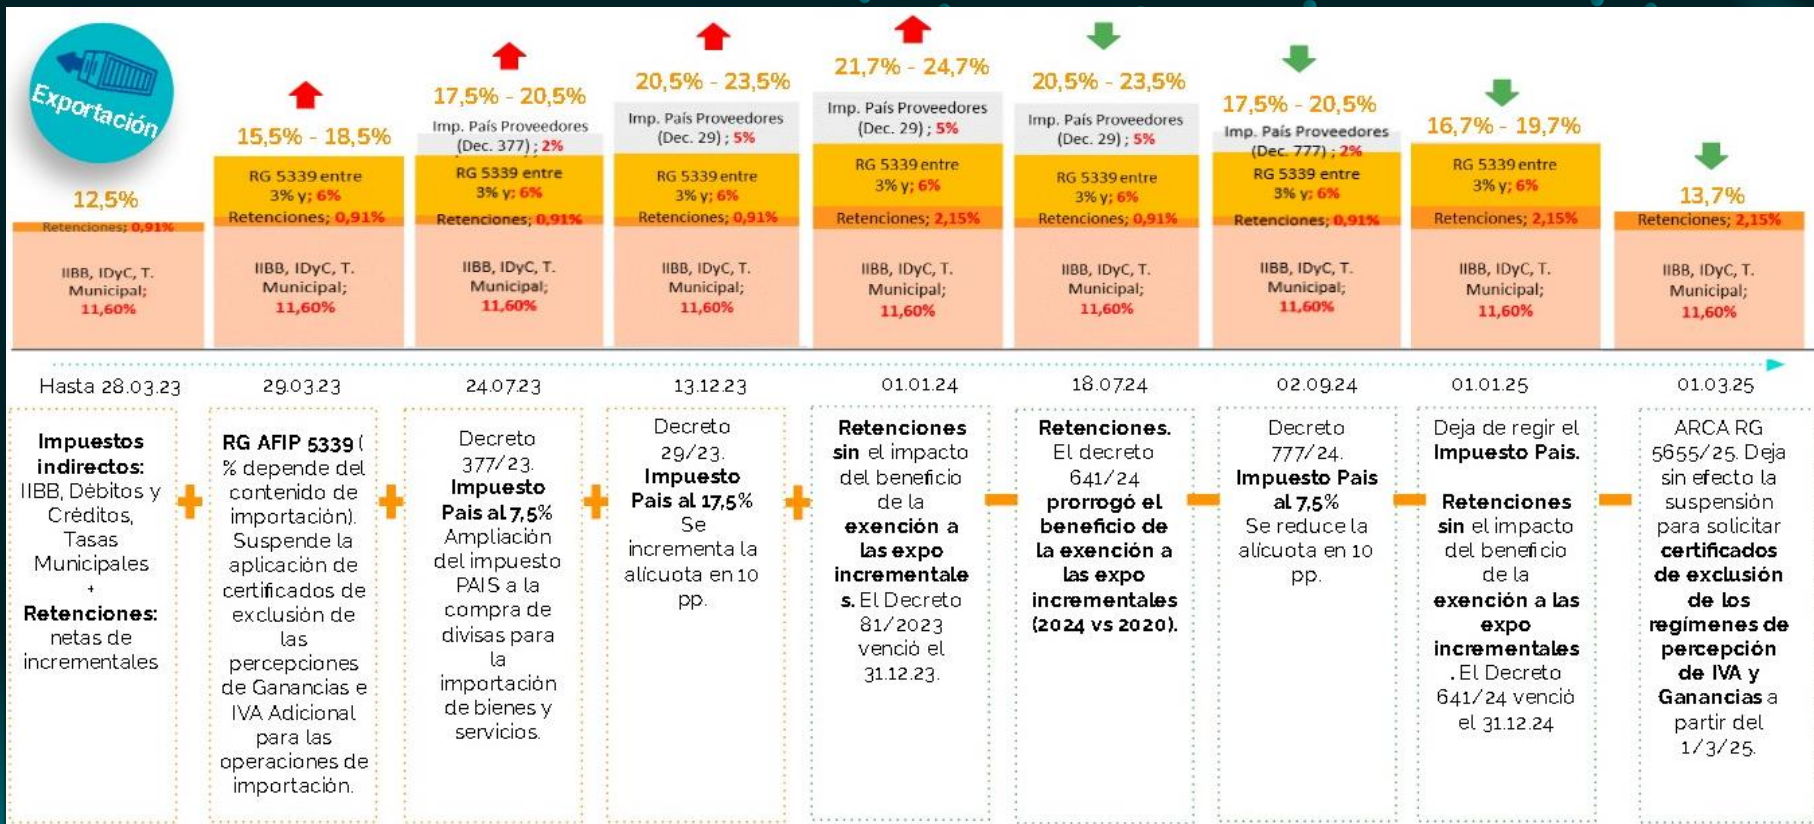 Exportación
12,5%
Retenciones; 0,91%
IIBB, IDyC, T.
Municipal;
11,60%
15,5% - 18,5%
RG 5339 entre
3% y; 6%
Retenciones; 0,91%
IIBB, IDyC, T.
Municipal;
11,60%
17,5% - 20,5%
Imp. País Proveedores
(Dec. 377) ; 2%
RG 5339 entre
3% y; 6%
Retenciones; 0,91%
IIBB, IDyC, T.
Municipal;
11,60%
20,5% - 23,5%
Imp. País Proveedores
(Dec. 29) ; 5%
RG 5339 entre
3% y; 6%
Retenciones; 0,91%
IIBB, IDyC, T.
Municipal;
11,60%
21,7% - 24,7%
Imp. País Proveedores
(Dec. 29) ; 5%
RG 5339 entre
3% y; 6%
Retenciones; 2,15%
IIBB, IDyC, T.
Municipal;
11,60%
20,5% - 23,5%
Imp. País Proveedores
(Dec. 29) ; 5%
RG 5339 entre
3% y; 6%
Retenciones; 0,91%
IIBB, IDyC, T.
Municipal;
11,60%
17,5% - 20,5%
Imp. País Proveedores
(Dec. 777) ; 2%
RG 5339 entre
3% y; 6%
Retenciones; 0,91%
IIBB, IDyC, T.
Municipal;
11,60%
16,7% - 19,7%
RG 5339 entre
3% y; 6%
Retenciones; 2,15%
IIBB, IDyC, T.
Municipal;
11,60%
13,7%
Retenciones; 2,15%
IIBB, IDyC, T.
Municipal;
11,60%
Hasta 28.03.23
Impuestos
indirectos:
IIBB, Débitos y
Créditos,
Tasas
Municipales
+
Retenciones:
netas de
incrementales
29.03.23
RG AFIP 5339 (
% depende del
contenido de
importación).
Suspende la
aplicación de
certificados de
exclusión de
las
percepciones
de Ganancias e
IVA Adicional
para las
operaciones de
importación.
24.07.23
Decreto
377/23.
Impuesto
Pais al 7,5%
Ampliación
del impuesto
PAIS a la
compra de
divisas para
la
importación
de bienes y
servicios.
13.12.23
Decreto
29/23.
Impuesto
Pais al 17,5%
Se
incrementa la
alícuota en 10
pp.
01.01.24
Retenciones
sin el impacto
del beneficio
de la
exención a
las expo
incrementale
s. El Decreto
81/2023
venció el
31.12.23.
18.07.24
Retenciones.
El decreto
641/24
prorrogó el
beneficio de
la exención a
las expo
incrementales
(2024 vs 2020).
02.09.24
Decreto
777/24.
Impuesto Pais
al 7,5%
Se reduce la
alícuota en 10
pp.
01.01.25
Deja de regir el
Impuesto Pais.
Retenciones
sin el impacto
del beneficio
de la
exención a las
expo
incrementales
. El Decreto
641/24 venció
el 31.12.24
01.03.25
ARCA RG
5655/25. Deja
sin efecto la
suspensión
para solicitar
certificados
de exclusión
de los
regímenes de
percepción
de IVA y
Ganancias a
partir del
1/3/25.